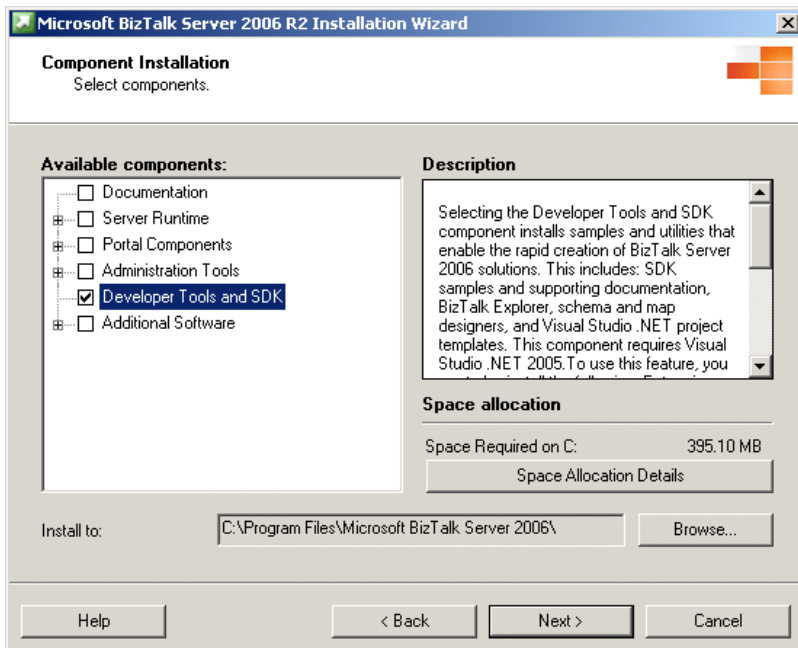 Microsoft BizTalk Server 2006 R2 Installation Wizard
Component Installation
Select components.
Available components:
Documentation
Server Runtime
Portal Components
Administration Tools
Developer Tools and SDK
Additional Software
Description
Selecting the Developer Tools and SDK
component installs samples and utilities that
enable the rapid creation of BizTalk Server
2006 solutions. This includes: SDK
samples and supporting documentation,
BizTalk Explorer, schema and map
designers, and Visual Studio .NET project
templates. This component requires Visual
Studio .NET 2005.To use this feature, you
Space allocation
Space Required on C: 395.10 MB
Space Allocation Details
Install to: C:\Program Files\Microsoft BizTalk Server 2006\ Browse...
Help < Back Next > Cancel